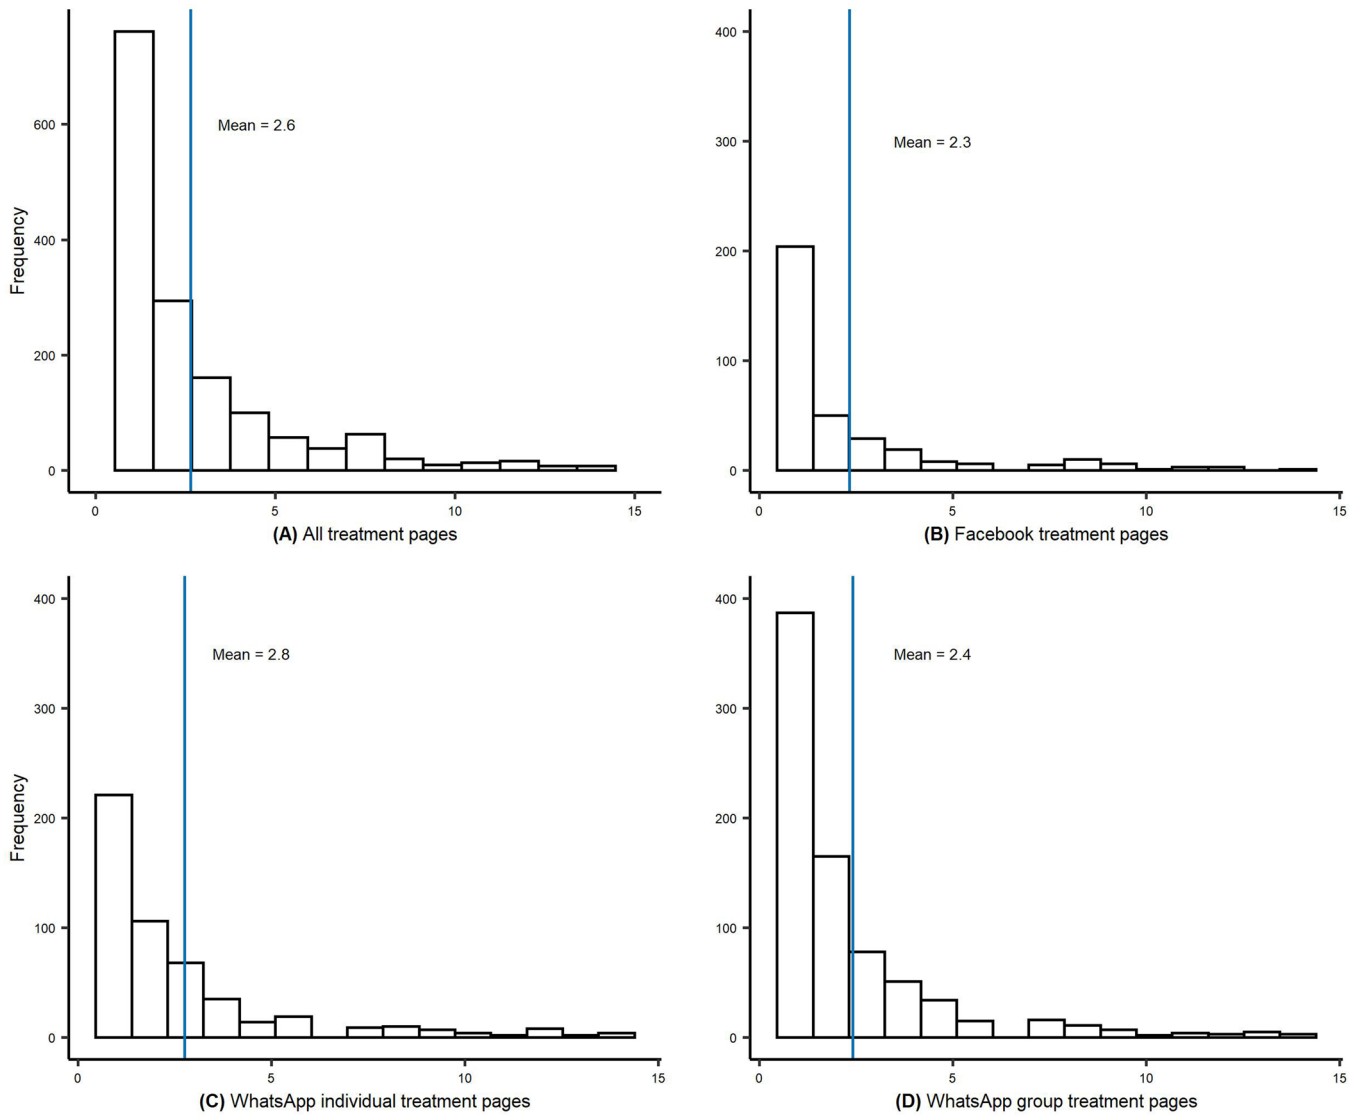 Frequency
600
400
200
0
Mean = 2.6
0 5 10 15
(A) All treatment pages
400
300
200
100
0
Mean = 2.3
0 5 10 15
(B) Facebook treatment pages
Frequency
400
300
200
100
0
Mean = 2.8
0 5 10 15
(C) WhatsApp individual treatment pages
400
300
200
100
0
Mean = 2.4
0 5 10 15
(D) WhatsApp group treatment pages